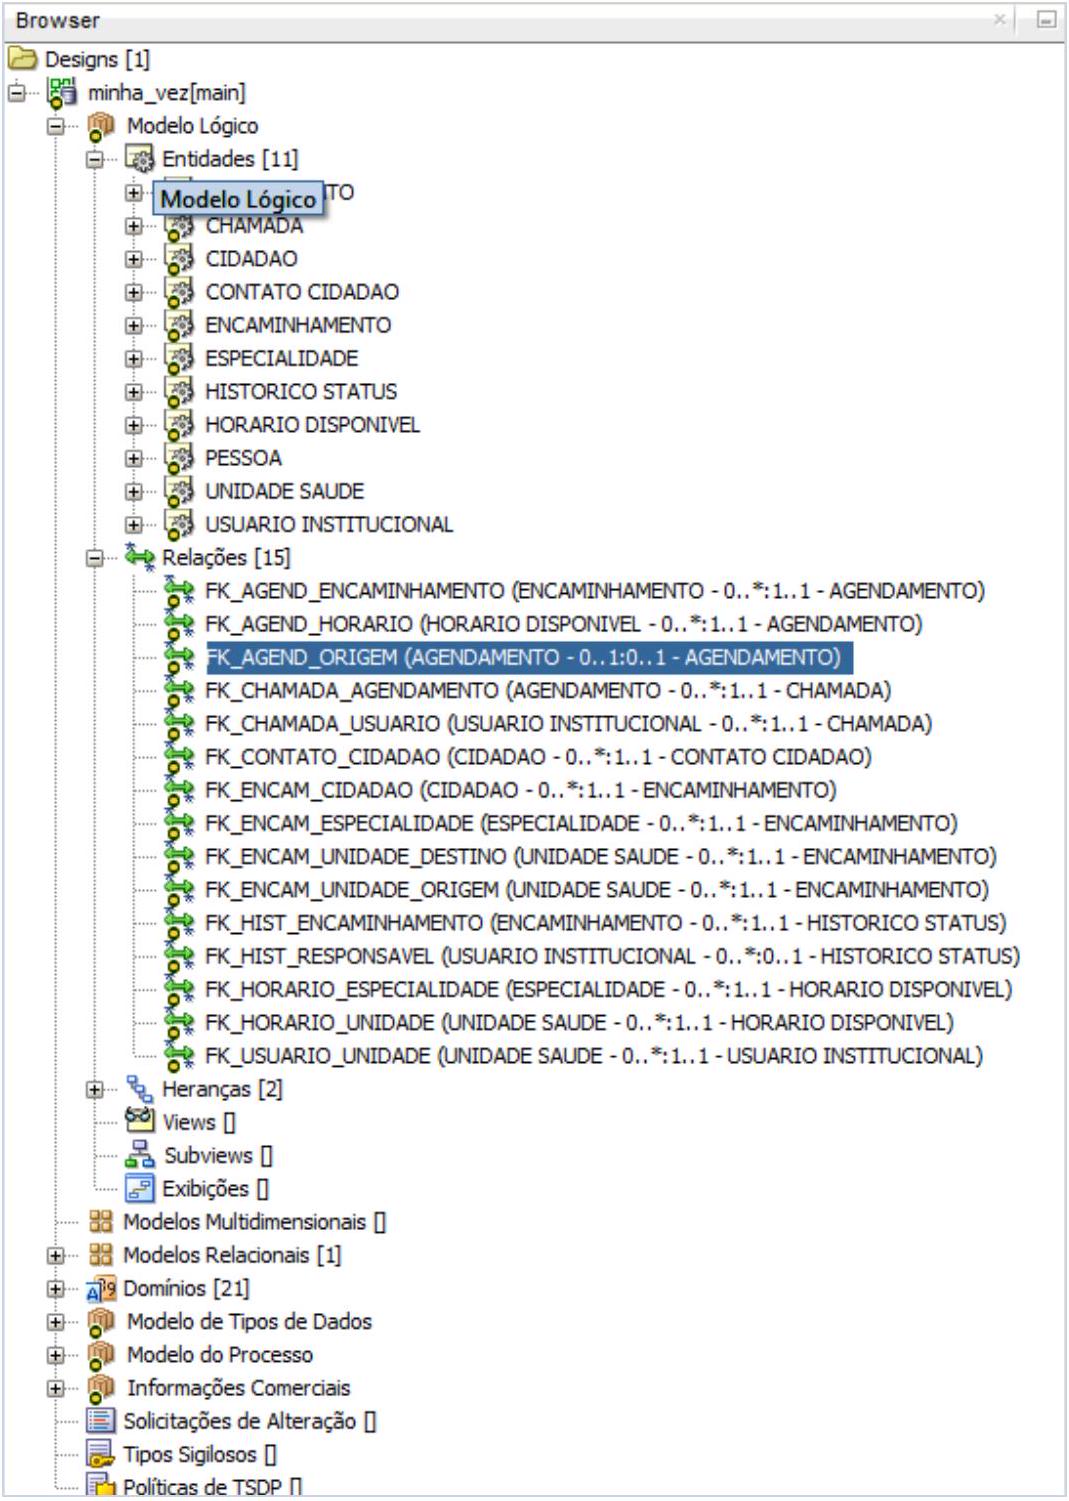 Browser
Designs [1]
minha_vez[main]
Modelo Lógico
Entidades [11]
Modelo Lógico
CHAMADA
CIDADAO
CONTATO CIDADAO
ENCAMINHAMENTO
ESPECIALIDADE
HISTORICO STATUS
HORARIO DISPONIVEL
PESSOA
UNIDADE SAUDE
USUARIO INSTITUCIONAL
Relações [15]
FK_AGEND_ENCAMINHAMENTO (ENCAMINHAMENTO - 0..*:1..1 - AGENDAMENTO)
FK_AGEND_HORARIO (HORARIO DISPONIVEL - 0..*:1..1 - AGENDAMENTO)
FK_AGEND_ORIGEM (AGENDAMENTO - 0..1:0..1 - AGENDAMENTO)
FK_CHAMADA_AGENDAMENTO (AGENDAMENTO - 0..*:1..1 - CHAMADA)
FK_CHAMADA_USUARIO (USUARIO INSTITUCIONAL - 0..*:1..1 - CHAMADA)
FK_CONTATO_CIDADAO (CIDADAO - 0..*:1..1 - CONTATO CIDADAO)
FK_ENCAM_CIDADAO (CIDADAO - 0..*:1..1 - ENCAMINHAMENTO)
FK_ENCAM_ESPECIALIDADE (ESPECIALIDADE - 0..*:1..1 - ENCAMINHAMENTO)
FK_ENCAM_UNIDADE_DESTINO (UNIDADE SAUDE - 0..*:1..1 - ENCAMINHAMENTO)
FK_ENCAM_UNIDADE_ORIGEM (UNIDADE SAUDE - 0..*:1..1 - ENCAMINHAMENTO)
FK_HIST_ENCAMINHAMENTO (ENCAMINHAMENTO - 0..*:1..1 - HISTORICO STATUS)
FK_HIST_RESPONSAVEL (USUARIO INSTITUCIONAL - 0..*:0..1 - HISTORICO STATUS)
FK_HORARIO_ESPECIALIDADE (ESPECIALIDADE - 0..*:1..1 - HORARIO DISPONIVEL)
FK_HORARIO_UNIDADE (UNIDADE SAUDE - 0..*:1..1 - HORARIO DISPONIVEL)
FK_USUARIO_UNIDADE (UNIDADE SAUDE - 0..*:1..1 - USUARIO INSTITUCIONAL)
Heranças [2]
Views []
Subviews []
Exibições []
Modelos Multidimensionais []
Modelos Relacionais [1]
Domínios [21]
Modelo de Tipos de Dados
Modelo do Processo
Informações Comerciais
Solicitações de Alteração []
Tipos Sigilosos []
Políticas de TSDP []